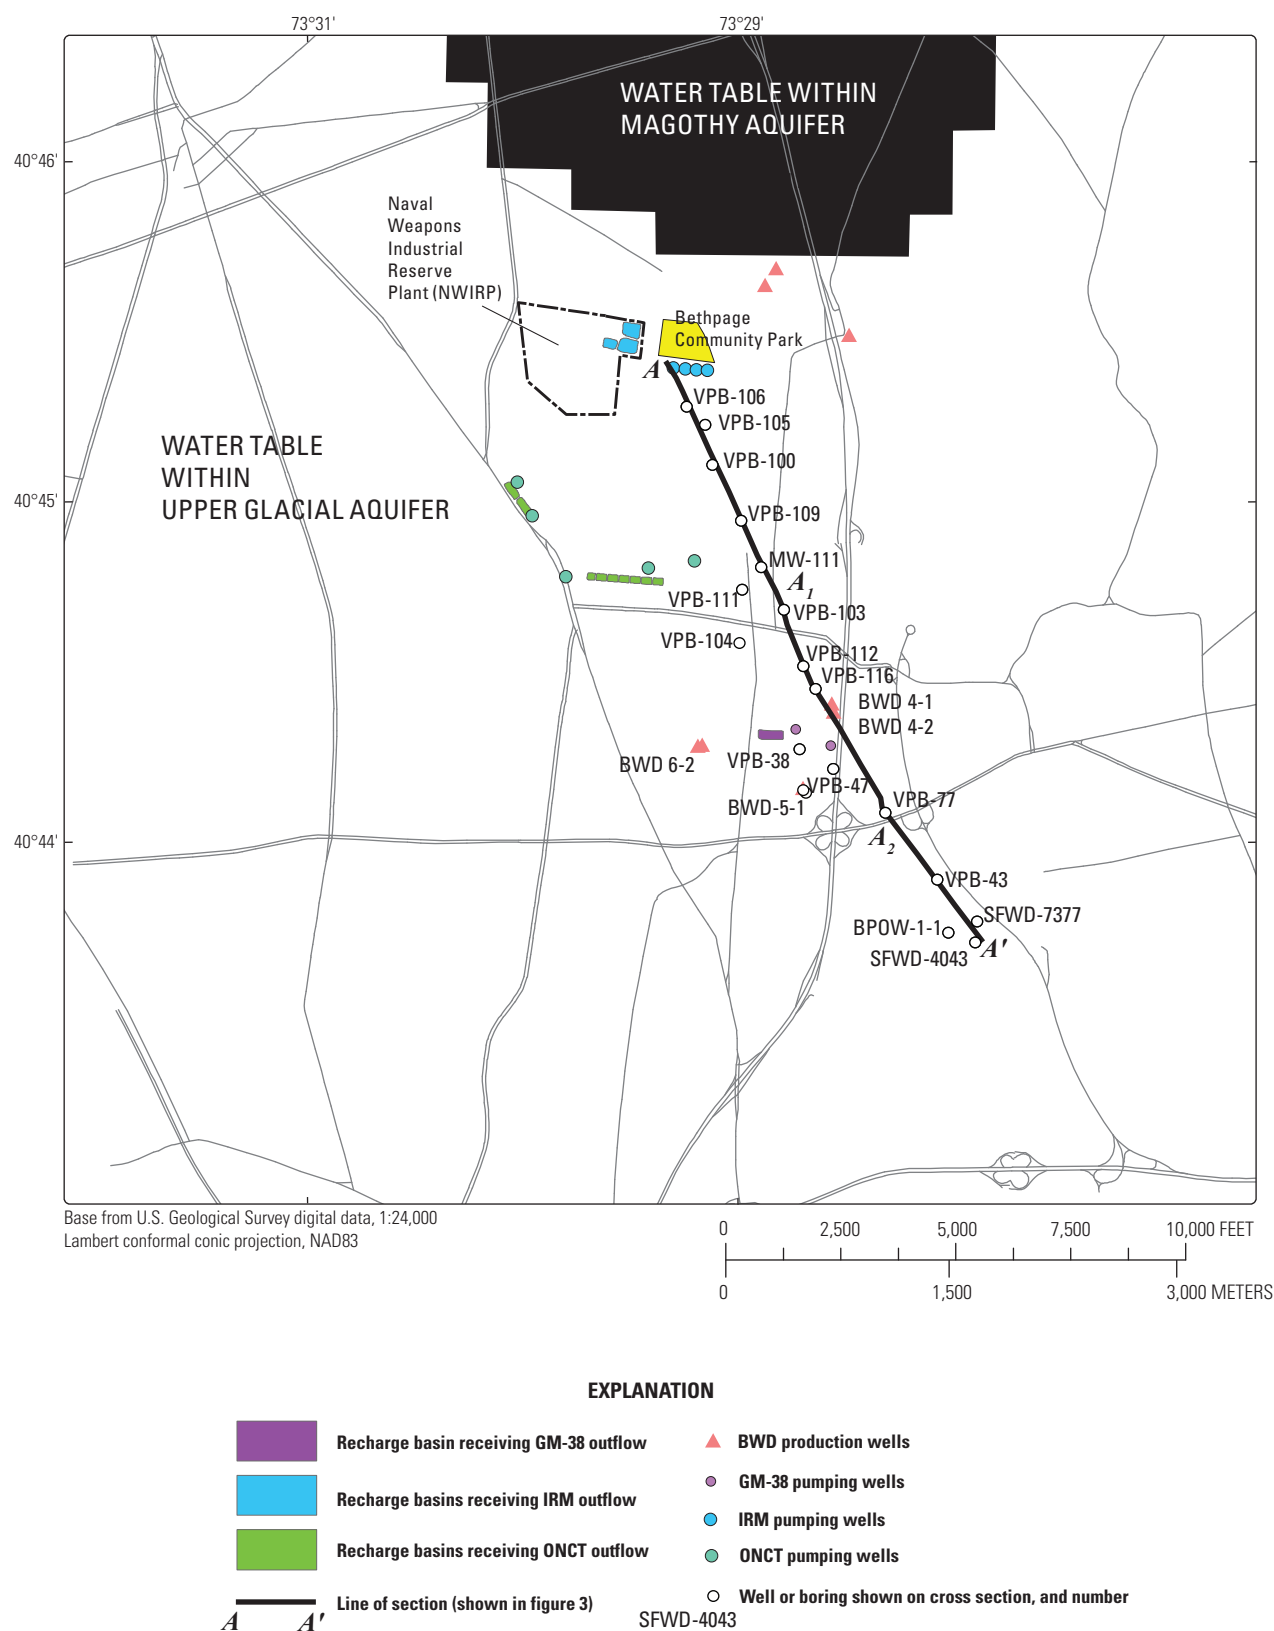 73°31'
73°29'
WATER TABLE WITHIN
MAGOTHY AQUIFER
40°46'
Naval
Weapons
Industrial
Reserve
Plant (NWIRP)
Bethpage
Community Park
A
VPB-106
VPB-105
WATER TABLE
WITHIN
UPPER GLACIAL AQUIFER
VPB-100
40°45'
VPB-109
MW-111
A1
VPB-111
VPB-103
VPB-104
VPB-112
VPB-116
BWD 4-1
BWD 4-2
BWD 6-2
VPB-38
VPB-47
BWD-5-1
VPB-77
40°44'
A2
VPB-43
SFWD-7377
BPOW-1-1
SFWD-4043
A'
Base from U.S. Geological Survey digital data, 1:24,000
Lambert conformal conic projection, NAD83
0 2,500 5,000 7,500 10,000 FEET
0 1,500 3,000 METERS
EXPLANATION
Recharge basin receiving GM-38 outflow
Recharge basins receiving IRM outflow
Recharge basins receiving ONCT outflow
Line of section (shown in figure 3)
A A'
BWD production wells
GM-38 pumping wells
IRM pumping wells
ONCT pumping wells
Well or boring shown on cross section, and number
SFWD-4043